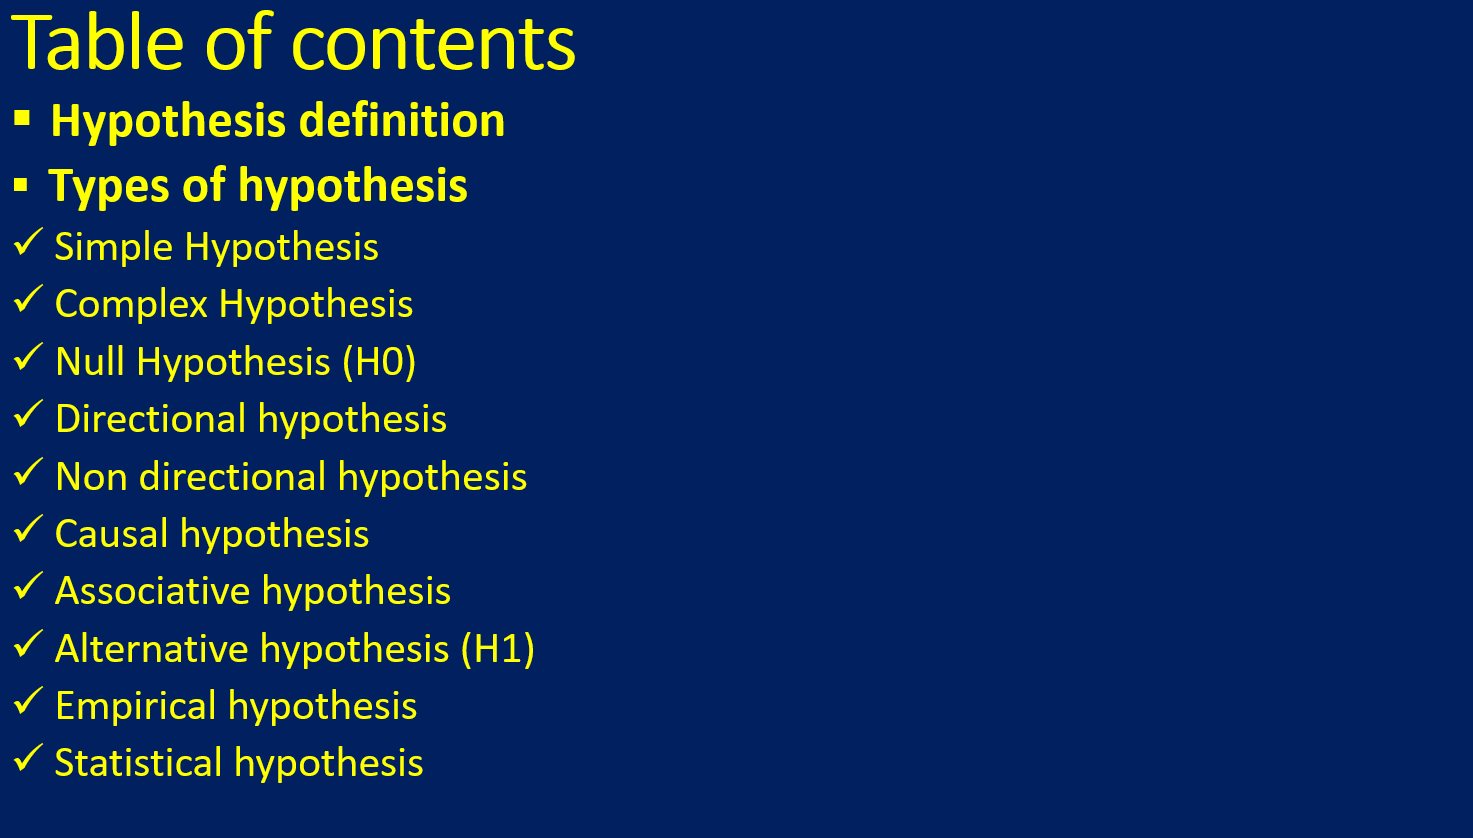 Table of contents
▪ Hypothesis definition
▪ Types of hypothesis
✓ Simple Hypothesis
✓ Complex Hypothesis
✓ Null Hypothesis (H0)
✓ Directional hypothesis
✓ Non directional hypothesis
✓ Causal hypothesis
✓ Associative hypothesis
✓ Alternative hypothesis (H1)
✓ Empirical hypothesis
✓ Statistical hypothesis